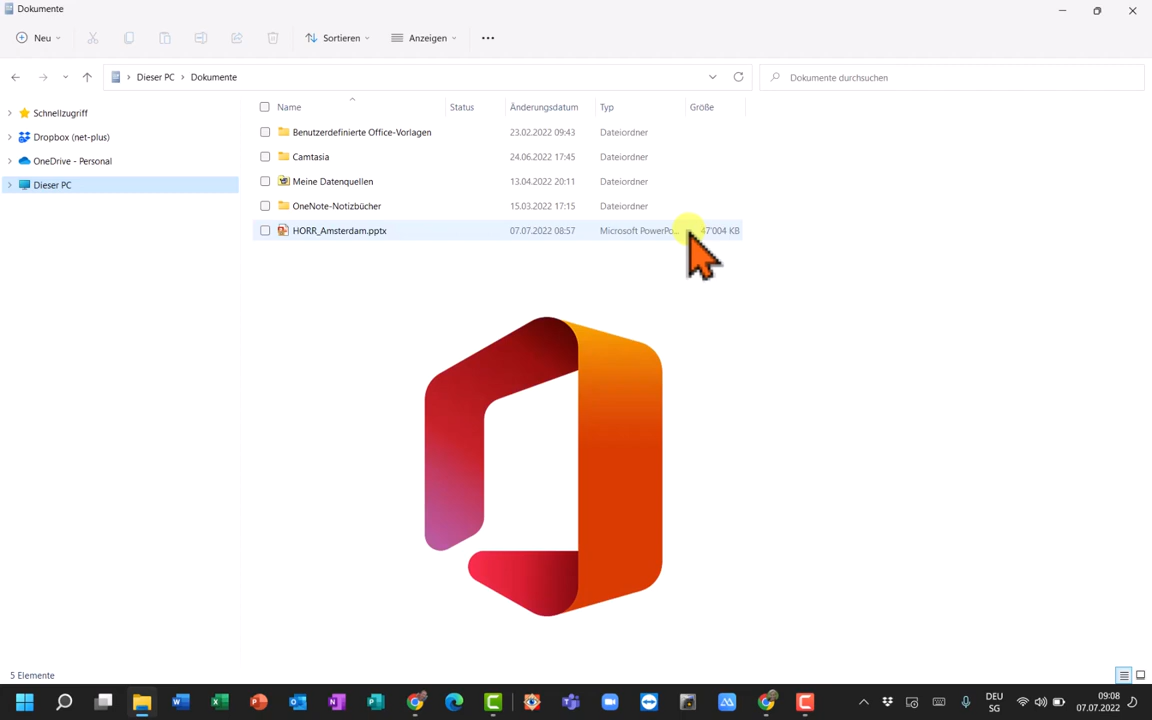 Dokumente
Neu
Sortieren
Anzeigen
Dieser PC
Dokumente
Dokumente durchsuchen
Schnellzugriff
Dropbox (net-plus)
OneDrive - Personal
Dieser PC
Name Status Änderungsdatum Typ Größe
Benutzerdefinierte Office-Vorlagen 23.02.2022 09:43 Dateiordner
Camtasia 24.06.2022 17:45 Dateiordner
Meine Datenquellen 13.04.2022 20:11 Dateiordner
OneNote-Notizbücher 15.03.2022 17:15 Dateiordner
HORR_Amsterdam.pptx 07.07.2022 08:57 Microsoft PowerPo... 47'004 KB
5 Elemente
DEU
SG
09:08
07.07.2022